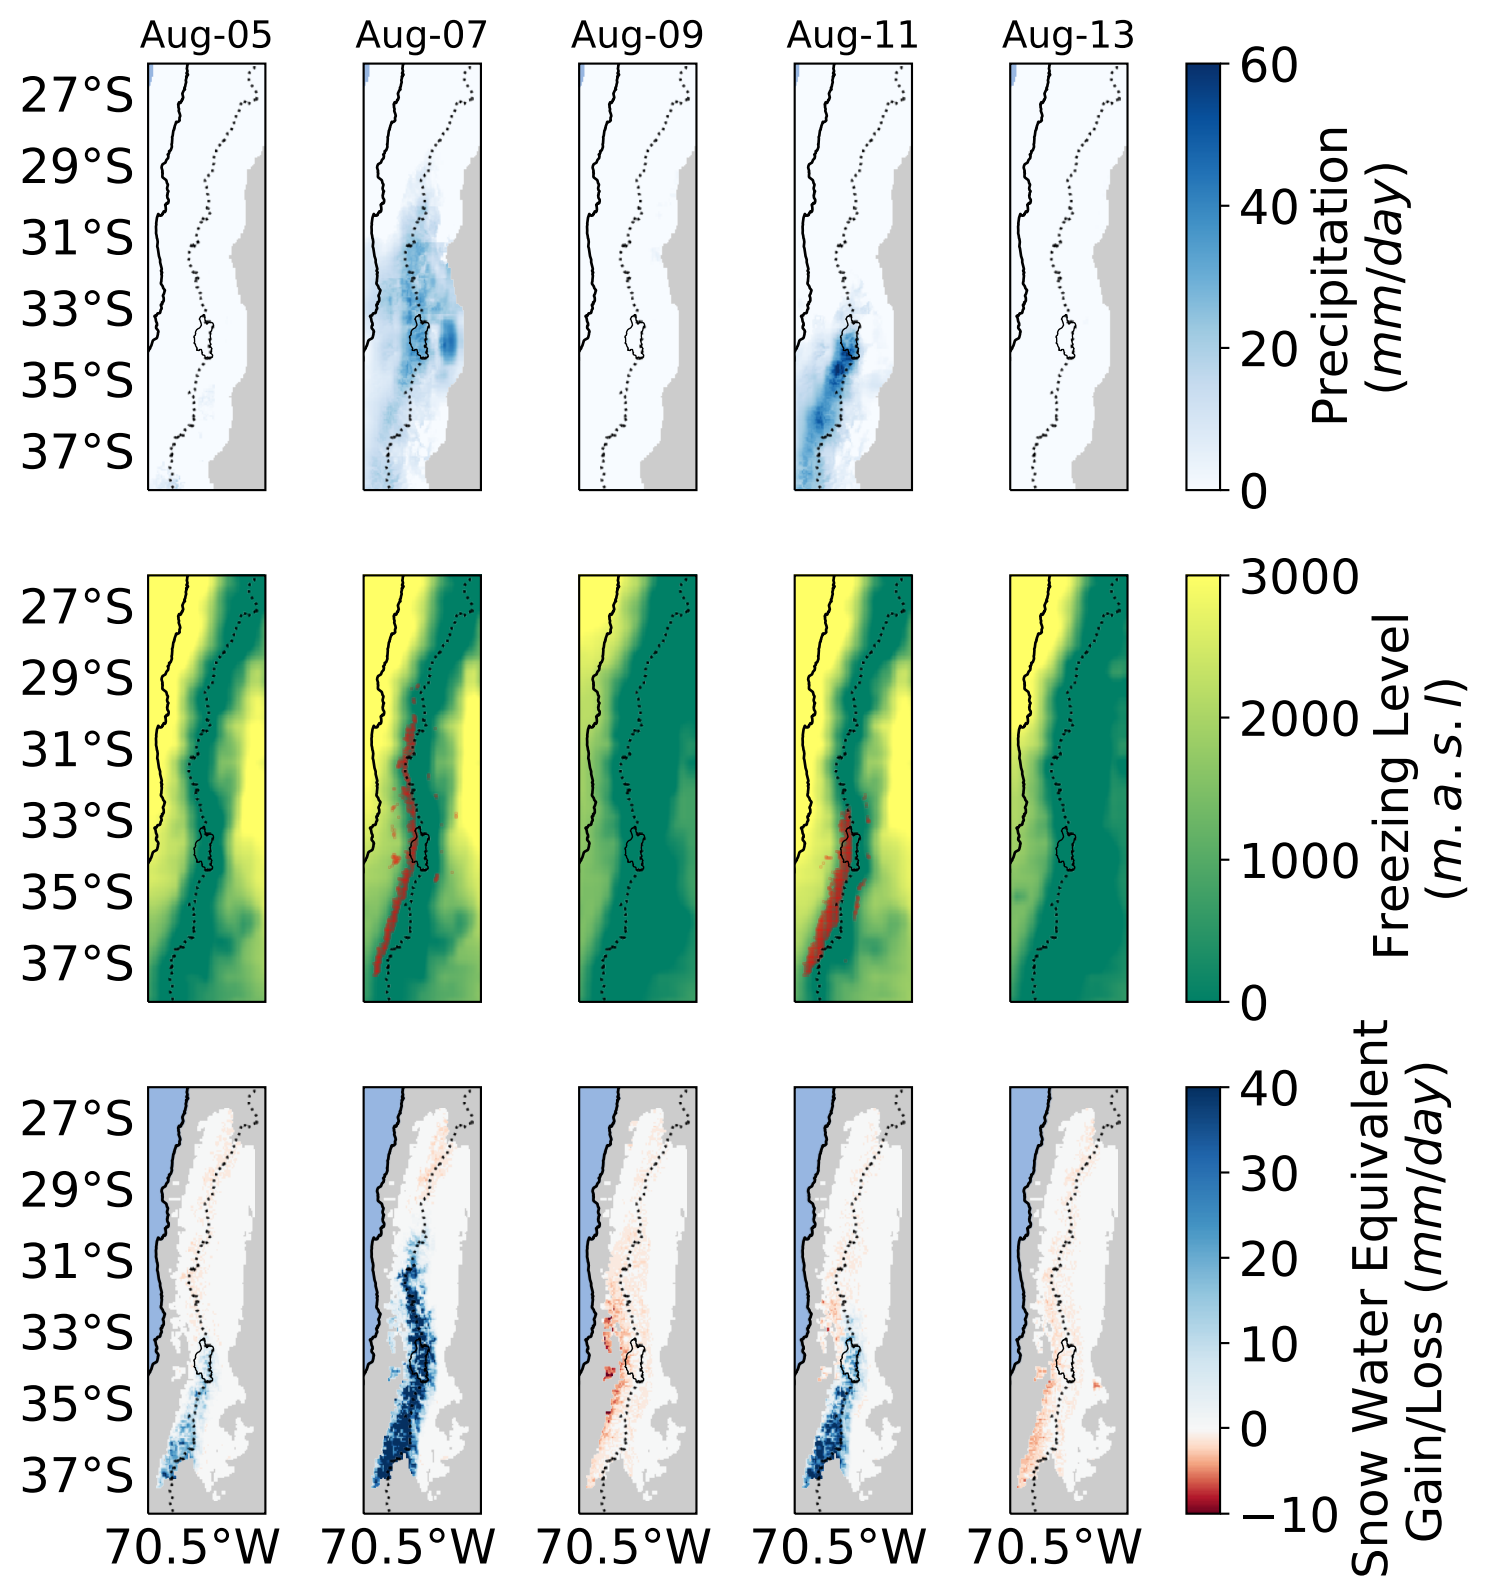 Aug-05 Aug-07 Aug-09 Aug-11 Aug-13
27°S
29°S
31°S
33°S
35°S
37°S
60
40
20
0
Precipitation
(mm/day)
27°S
29°S
31°S
33°S
35°S
37°S
3000
2000
1000
0
Freezing Level
(m.a.s.l)
27°S
29°S
31°S
33°S
35°S
37°S
40
30
20
10
0
−10
Snow Water Equivalent
Gain/Loss (mm/day)
70.5°W 70.5°W 70.5°W 70.5°W 70.5°W